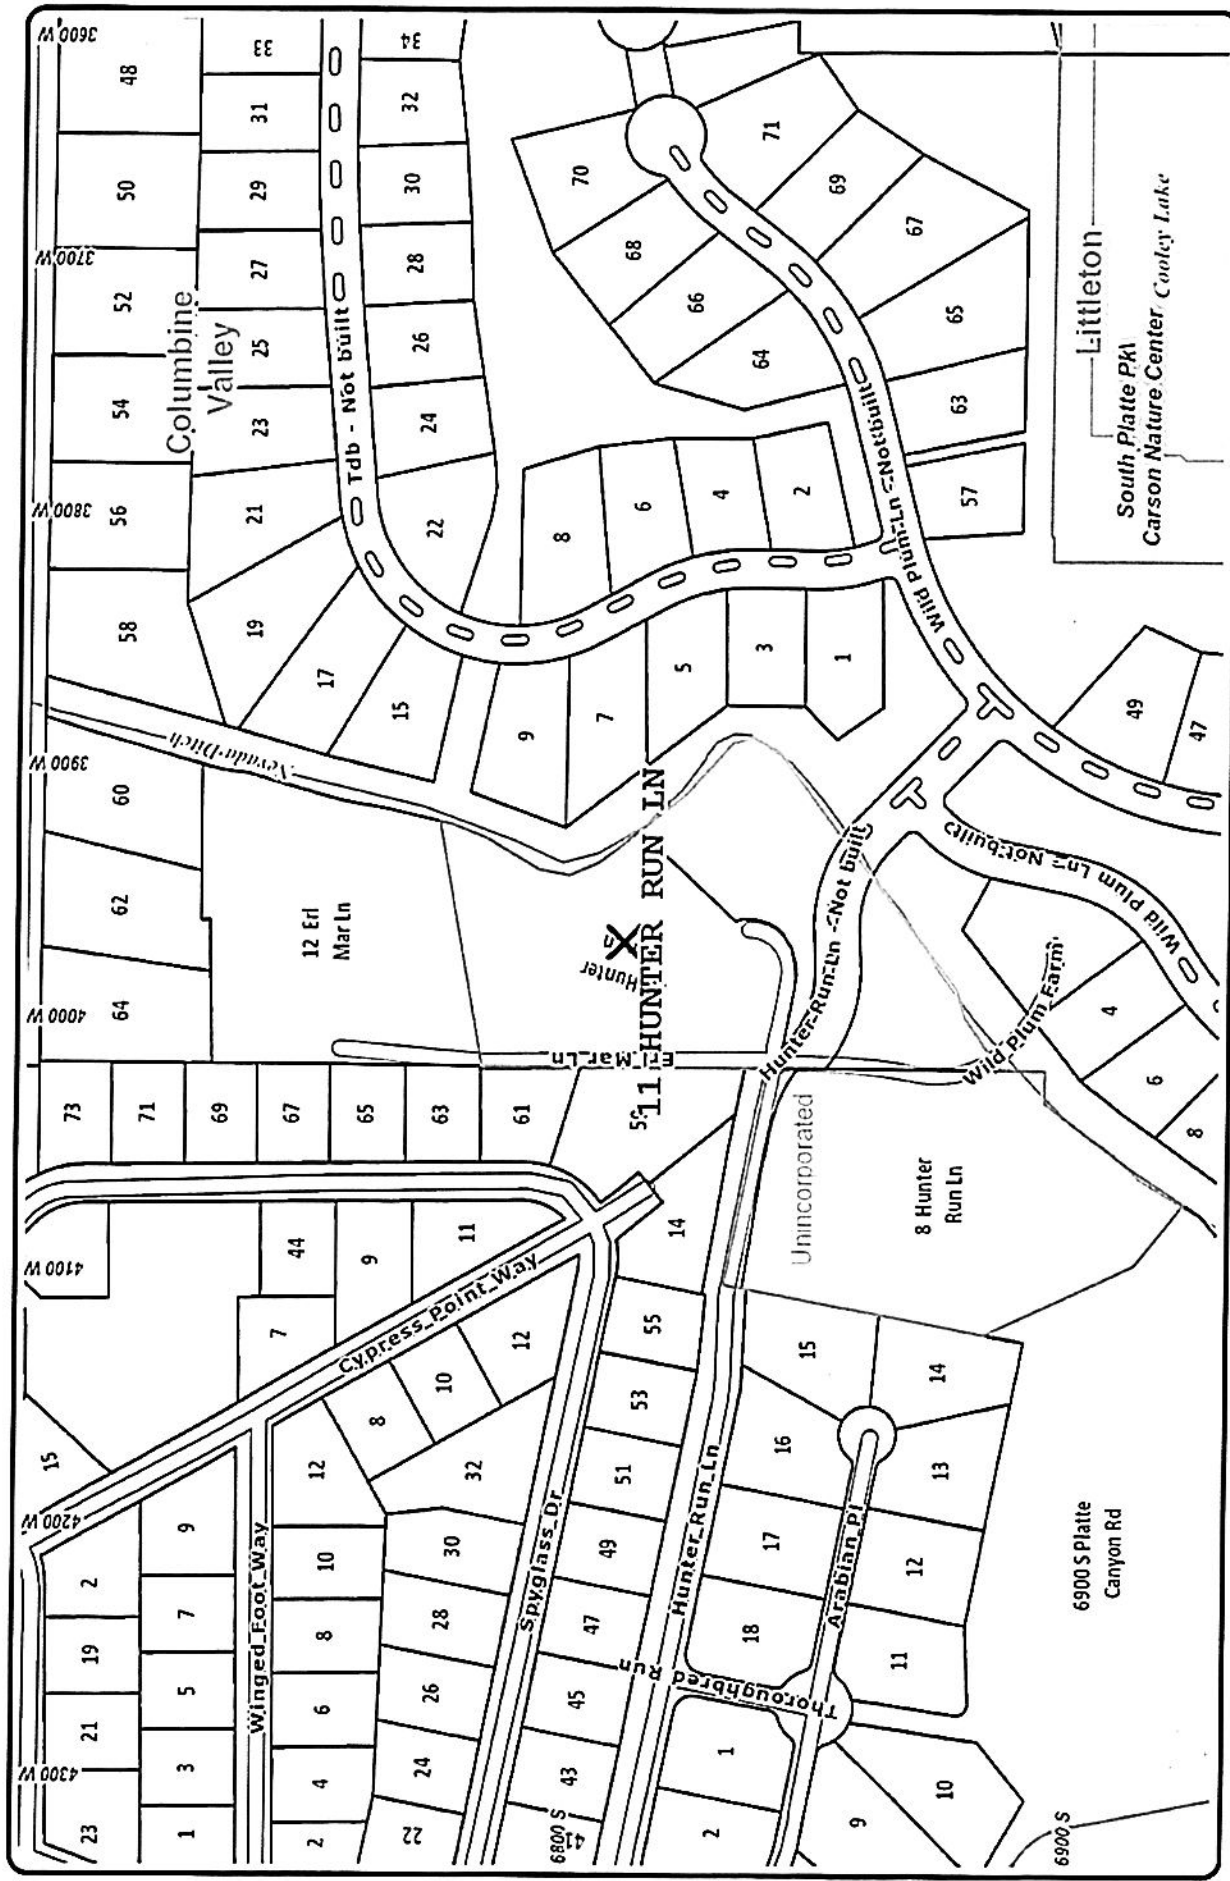 4300 W
4200 W
4100 W
4000 W
3900 W
3800 W
3700 W
3600 W
23
21
19
2
15
73
64
62
60
58
56
54
52
50
48
1
3
5
7
9
71
69
67
65
63
61
Columbine
Valley
21
23
25
27
29
31
33
Winged Foot Way
7
44
9
11
12 Erl
Mar Ln
Nevada Ditch
19
17
15
2
4
6
8
10
12
8
10
12
Cypress Point Way
Tdb - Not built
22
24
26
28
30
32
34
22
24
26
28
30
32
Spyglass Dr
9
7
5
3
1
8
6
4
2
6800 S
41
43
45
47
49
51
53
55
14
Erl Mar Ln
Hunter
Ln
X
11 HUNTER RUN LN
70
68
66
64
Hunter Run Ln
Thoroughbred Run
2
1
18
17
16
15
Unincorporated
Hunter Run Ln - Not built
Wild Plum Ln - Not built
71
69
67
65
63
57
Arabian Pl
9
10
11
12
13
14
8 Hunter
Run Ln
Wild Plum Farm
Wild Plum Ln - Not built
4
6
8
49
47
6900 S
6900 S Platte
Canyon Rd
Littleton
South Platte Pk\
Carson Nature Center
Cooley Lake